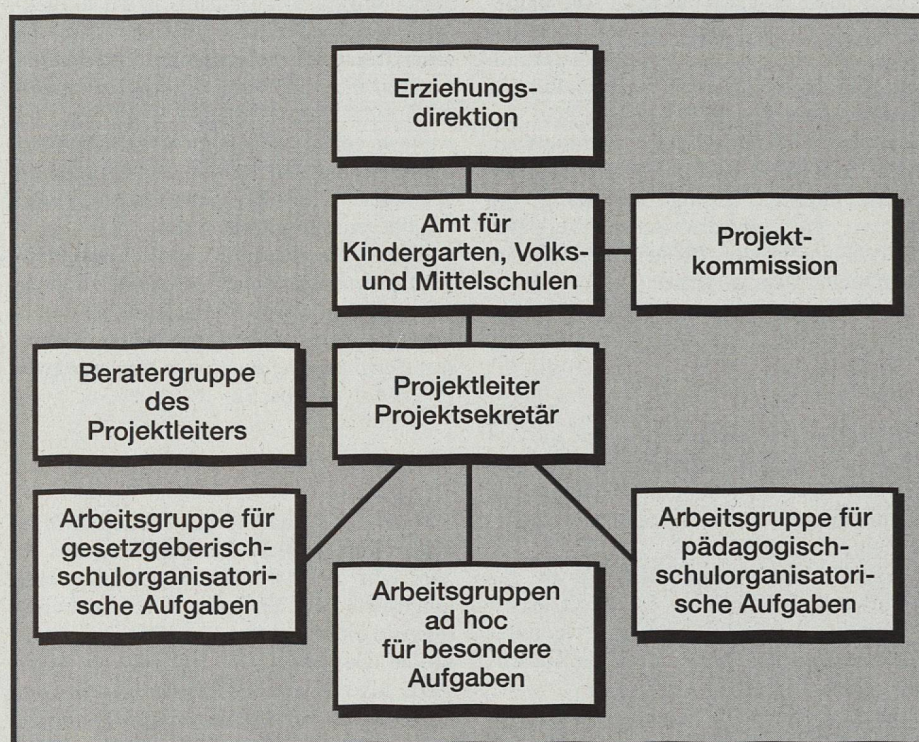 Erziehungs-
direktion
Amt für
Kindergarten, Volks-
und Mittelschulen
Projekt-
kommission
Beratergruppe
des
Projektleiters
Projektleiter
Projektsekretär
Arbeitsgruppe für
gesetzgeberisch-
schulorganisatori-
sche Aufgaben
Arbeitsgruppen
ad hoc
für besondere
Aufgaben
Arbeitsgruppe für
pädagogisch-
schulorganisatori-
sche Aufgaben